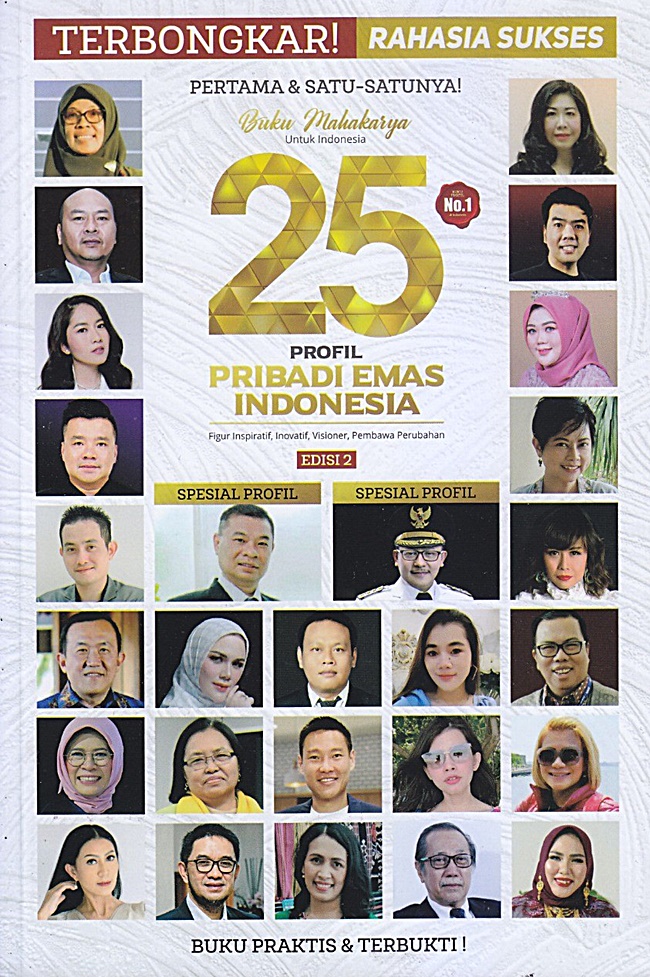 TERBONGKAR! RAHASIA SUKSES
PERTAMA & SATU-SATUNYA!
Buku Mahakarya
Untuk Indonesia
25
No.1
PROFIL
PRIBADI EMAS
INDONESIA
Figur Inspiratif, Inovatif, Visioner, Pembawa Perubahan
EDISI 2
SPESIAL PROFIL
SPESIAL PROFIL
BUKU PRAKTIS & TERBUKTI !